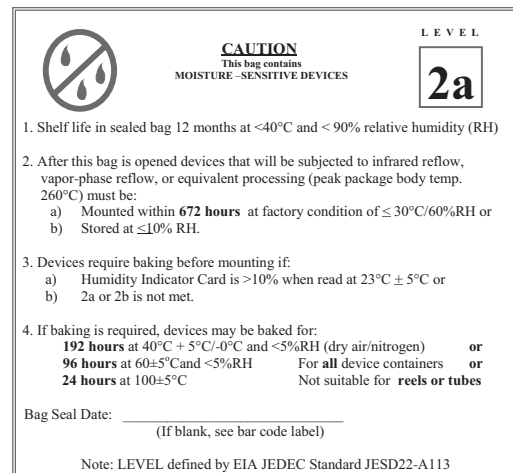 LEVEL
CAUTION
This bag contains
MOISTURE –SENSITIVE DEVICES
2a
1. Shelf life in sealed bag 12 months at <40°C and < 90% relative humidity (RH)
2. After this bag is opened devices that will be subjected to infrared reflow,
vapor-phase reflow, or equivalent processing (peak package body temp.
260°C) must be:
a) Mounted within 672 hours at factory condition of ≤ 30°C/60%RH or
b) Stored at ≤10% RH.
3. Devices require baking before mounting if:
a) Humidity Indicator Card is >10% when read at 23°C ± 5°C or
b) 2a or 2b is not met.
4. If baking is required, devices may be baked for:
192 hours at 40°C + 5°C/-0°C and <5%RH (dry air/nitrogen) or
96 hours at 60±5°Cand <5%RH For all device containers or
24 hours at 100±5°C Not suitable for reels or tubes
Bag Seal Date: ______________________________
(If blank, see bar code label)
Note: LEVEL defined by EIA JEDEC Standard JESD22-A113